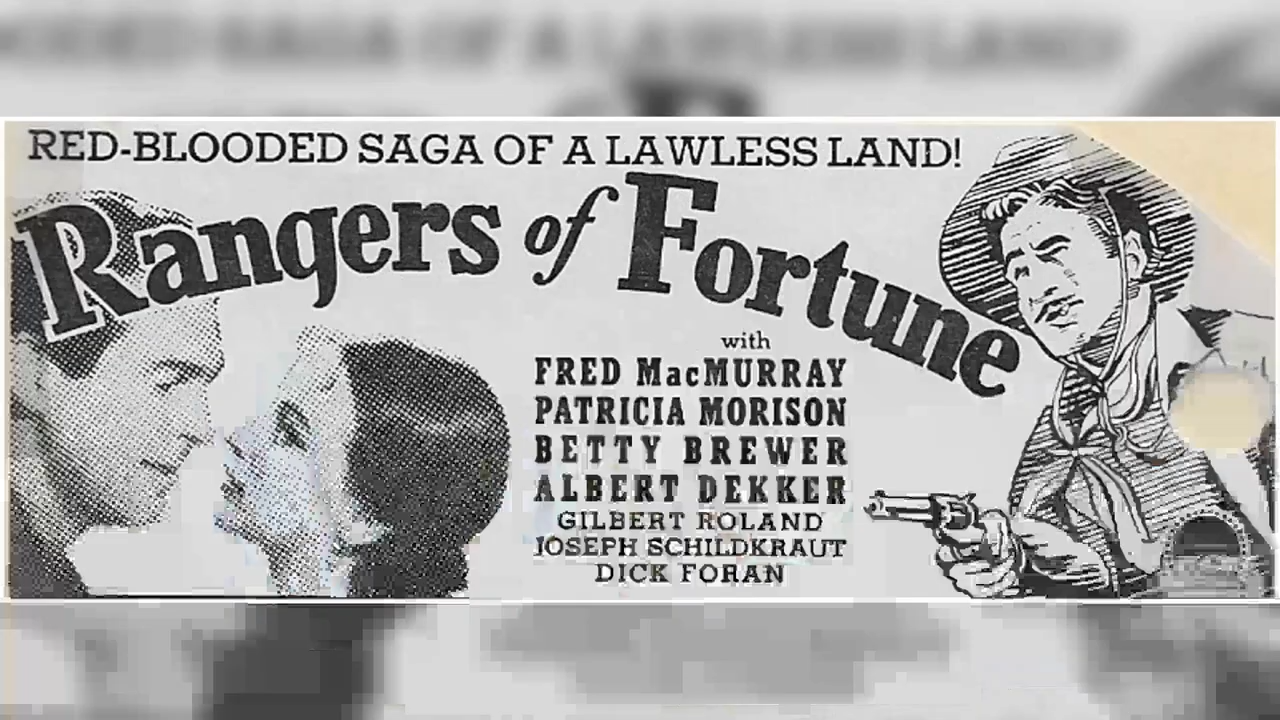 RED-BLOODED SAGA OF A LAWLESS LAND!
Rangers of Fortune
with
FRED MacMURRAY
PATRICIA MORISON
BETTY BREWER
ALBERT DEKKER
GILBERT ROLAND
JOSEPH SCHILDKRAUT
DICK FORAN